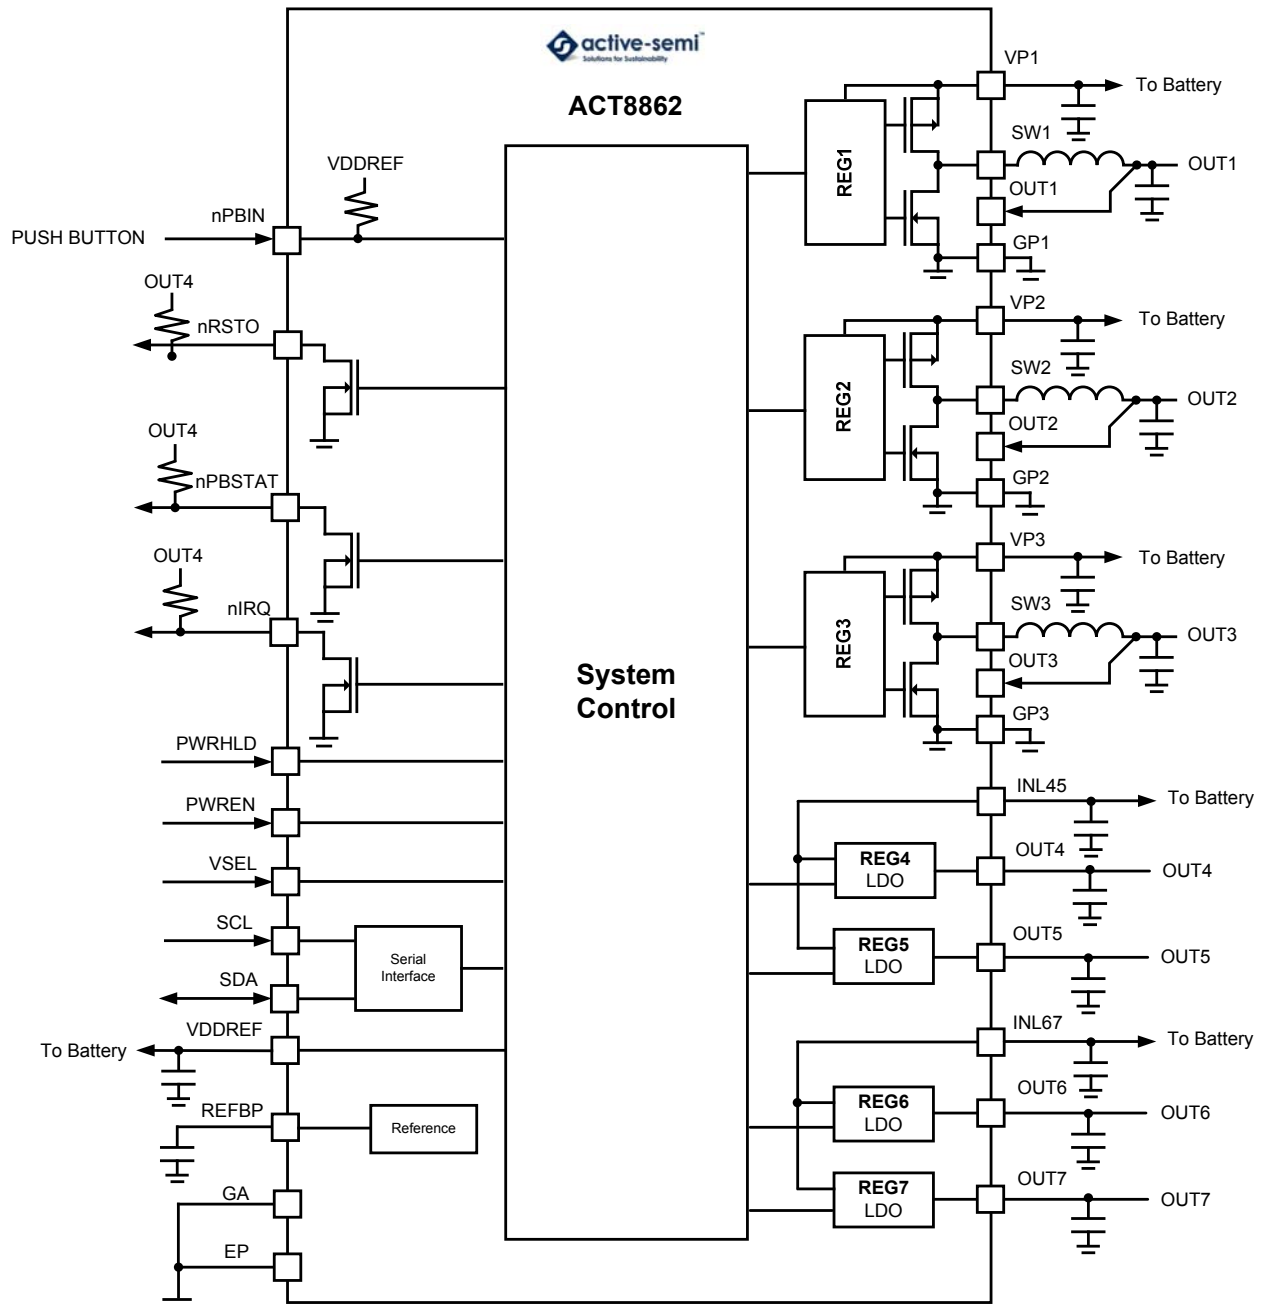 active-semi™
Solutions for Sustainability
ACT8862
VDDREF
nPBIN
PUSH BUTTON
OUT4
nRSTO
OUT4
nPBSTAT
OUT4
nIRQ
PWRHLD
PWREN
VSEL
SCL
SDA
Serial
Interface
VDDREF
To Battery
REFBP
Reference
GA
EP
System
Control
REG1
VP1
To Battery
SW1
OUT1
OUT1
GP1
REG2
VP2
To Battery
SW2
OUT2
OUT2
GP2
REG3
VP3
To Battery
SW3
OUT3
OUT3
GP3
INL45
To Battery
REG4
LDO
OUT4
OUT4
REG5
LDO
OUT5
OUT5
INL67
To Battery
REG6
LDO
OUT6
OUT6
REG7
LDO
OUT7
OUT7